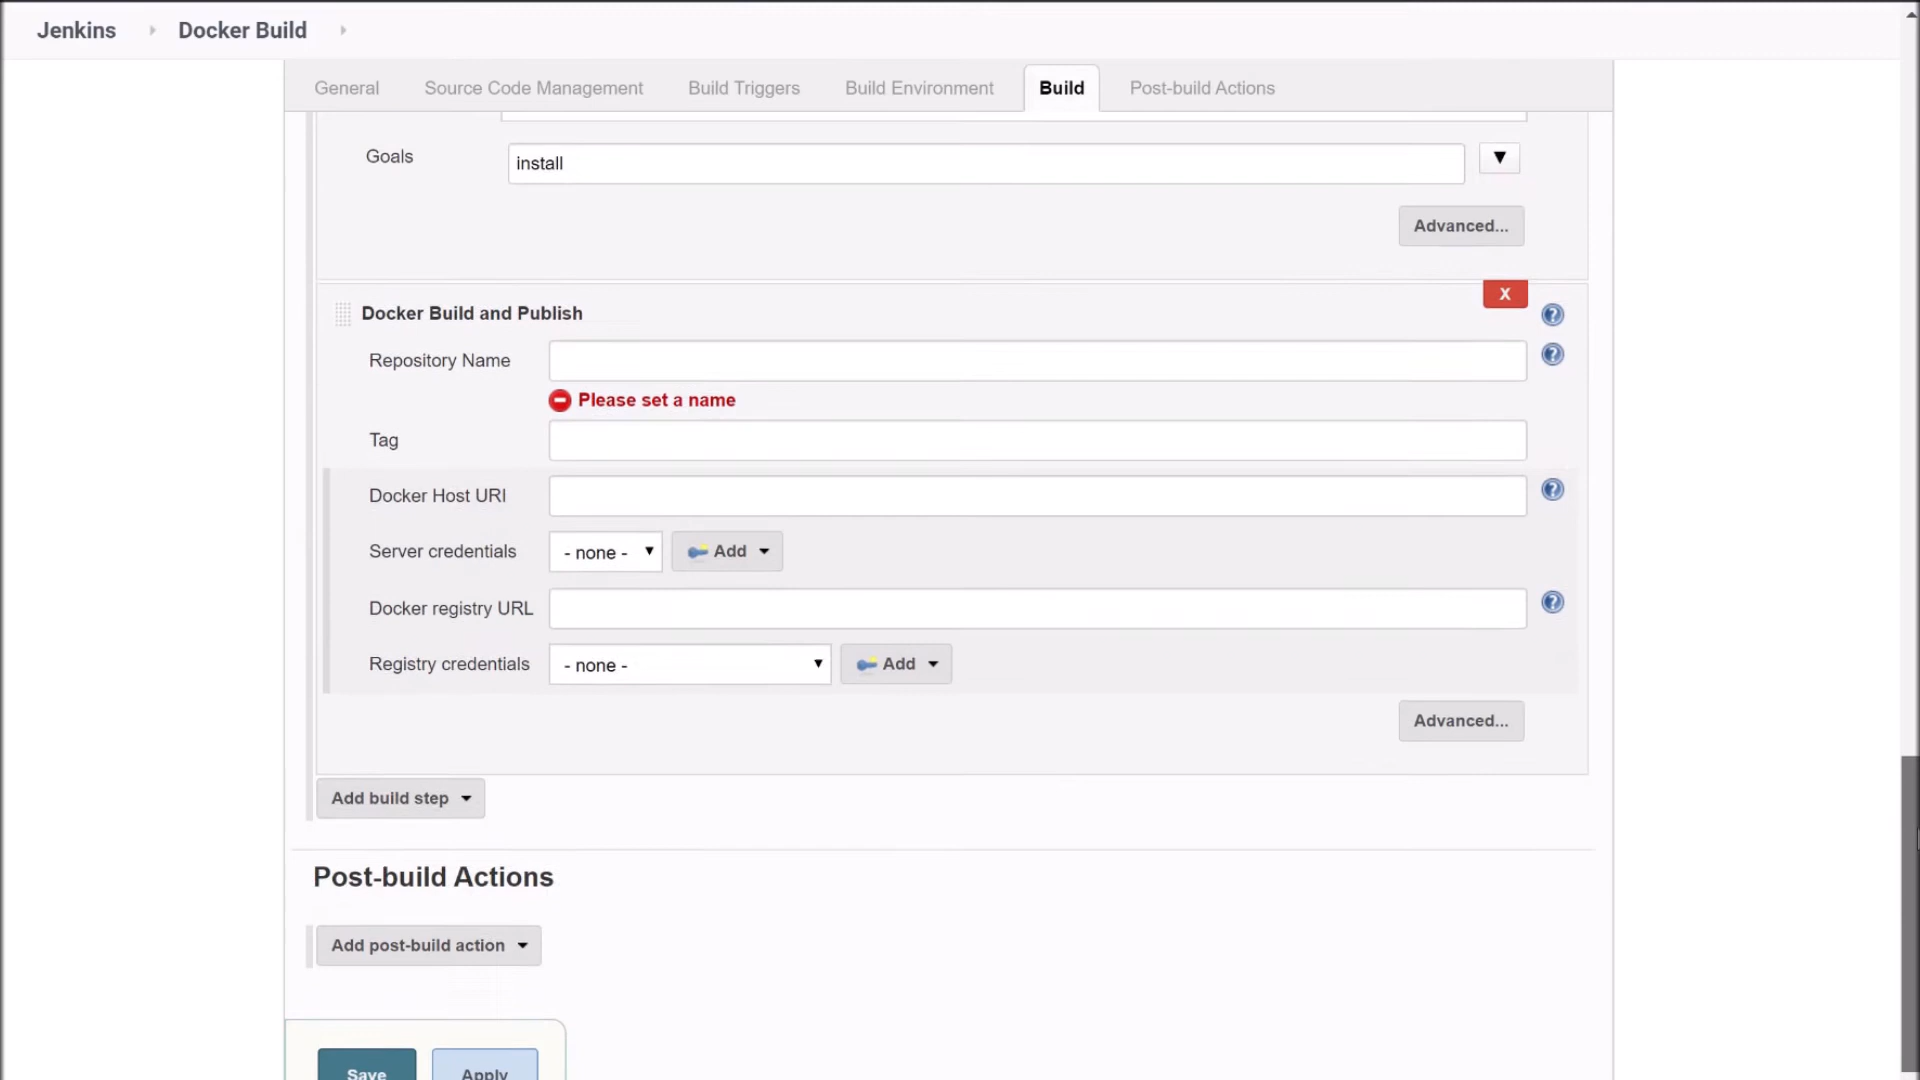 Jenkins Docker Build
General Source Code Management Build Triggers Build Environment Build Post-build Actions
Goals install
Advanced...
X
Docker Build and Publish
Repository Name
Please set a name
Tag
Docker Host URI
Server credentials - none - Add
Docker registry URL
Registry credentials - none - Add
Advanced...
Add build step
Post-build Actions
Add post-build action
Save Apply